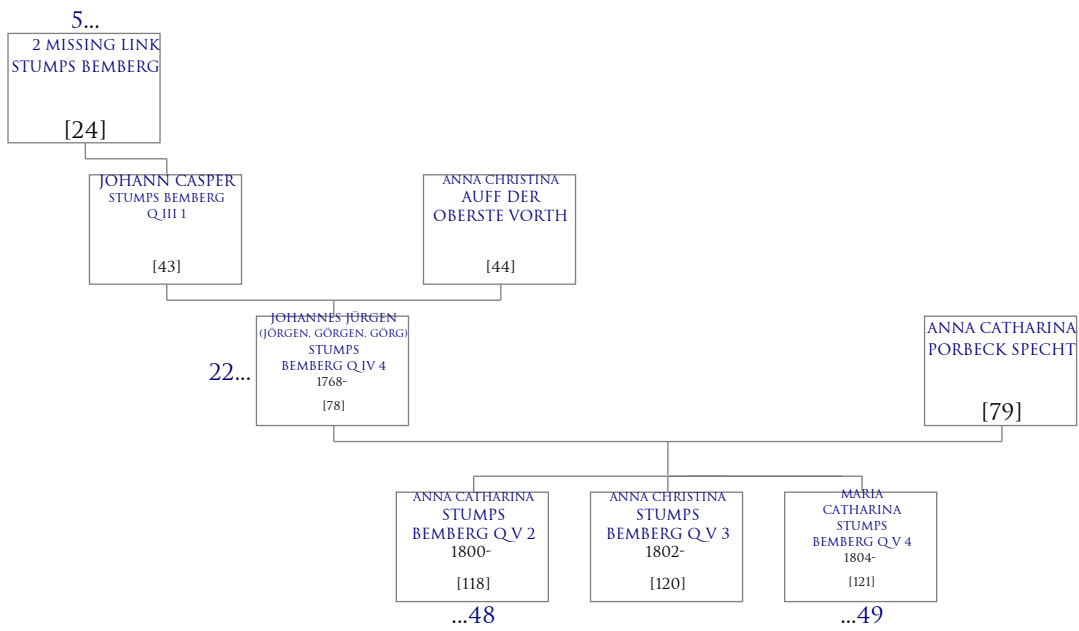 5...
2 MISSING LINK
STUMPS BEMBERG
[24]
JOHANN CASPER
STUMPS BEMBERG
Q III 1
[43]
ANNA CHRISTINA
AUFF DER
OBERSTE VORTH
[44]
22...
JOHANNES JÜRGEN
(JÖRGEN, GÖRGEN, GÖRG)
STUMPS
BEMBERG Q IV 4
1768-
[78]
ANNA CATHARINA
PORBECK SPECHT
[79]
ANNA CATHARINA
STUMPS
BEMBERG Q V 2
1800-
[118]
...48
ANNA CHRISTINA
STUMPS
BEMBERG Q V 3
1802-
[120]
MARIA
CATHARINA
STUMPS
BEMBERG Q V 4
1804-
[121]
...49